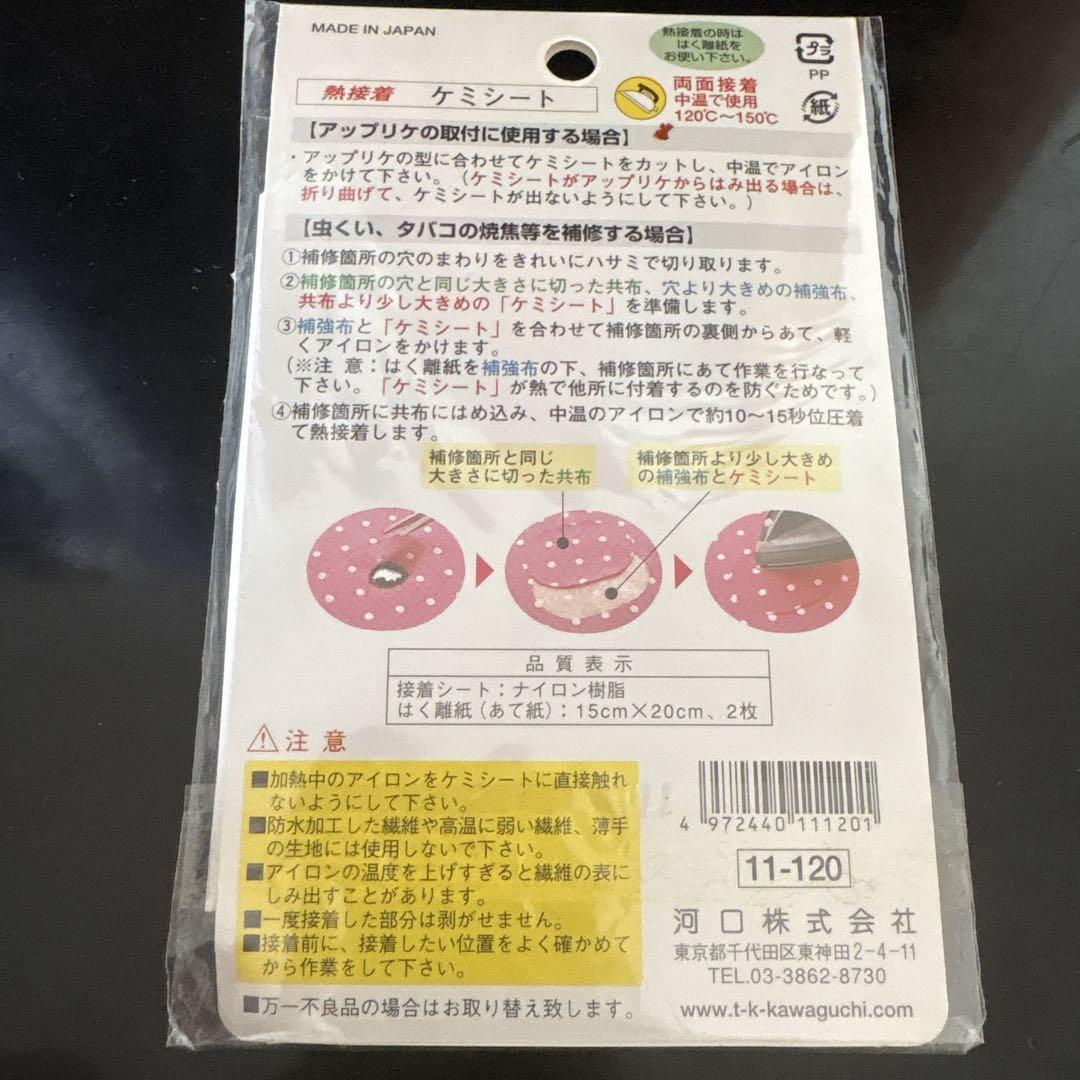 MADE IN JAPAN
熱接着の時は
はく離紙を
お使い下さい。
プラ
PP
紙
熱接着 ケミシート
両面接着
中温で使用
120℃〜150℃
【アップリケの取付に使用する場合】
・アップリケの型に合わせてケミシートをカットし、中温でアイロン
をかけて下さい。（ケミシートがアップリケからはみ出る場合は、
折り曲げて、ケミシートが出ないようにして下さい。）
【虫くい、タバコの焼焦等を補修する場合】
①補修箇所の穴のまわりをきれいにハサミで切り取ります。
②補修箇所の穴と同じ大きさに切った共布、穴より大きめの補強布、
共布より少し大きめの「ケミシート」を準備します。
③補強布と「ケミシート」を合わせて補修箇所の裏側からあて、軽
くアイロンをかけます。
（※注 意：はく離紙を補強布の下、補修箇所にあて作業を行なって
下さい。「ケミシート」が熱で他所に付着するのを防ぐためです。）
④補修箇所に共布にはめ込み、中温のアイロンで約10〜15秒位圧着
て熱接着します。
補修箇所と同じ
大きさに切った共布
補修箇所より少し大きめ
の補強布とケミシート
品質表示
接着シート：ナイロン樹脂
はく離紙（あて紙）：15cm×20cm、2枚
注意
■加熱中のアイロンをケミシートに直接触れ
ないようにして下さい。
■防水加工した繊維や高温に弱い繊維、薄手
の生地には使用しないで下さい。
■アイロンの温度を上げすぎると繊維の表に
しみ出すことがあります。
■一度接着した部分は剥がせません。
■接着前に、接着したい位置をよく確かめて
から作業をして下さい。
■万一不良品の場合はお取り替え致します。
4 972440 111201
11-120
河口株式会社
東京都千代田区東神田2-4-11
TEL.03-3862-8730
www.t-k-kawaguchi.com